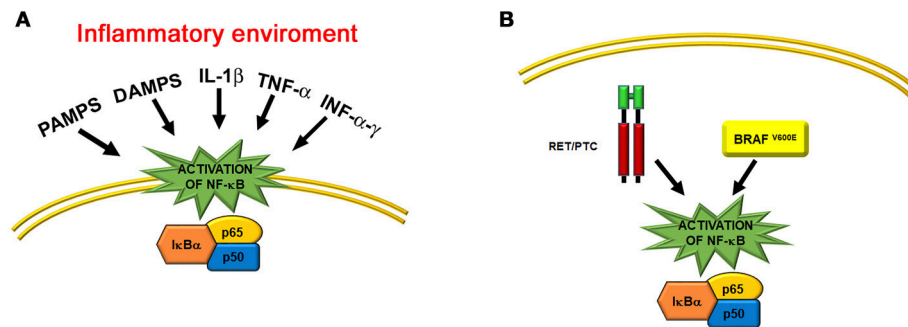 A
Inflammatory enviroment
PAMPS
DAMPS
IL-1β
TNF-α
INF-α-γ
ACTIVATION
OF NF-κB
IκBα
p65
p50
B
RET/PTC
BRAF V600E
ACTIVATION
OF NF-κB
IκBα
p65
p50